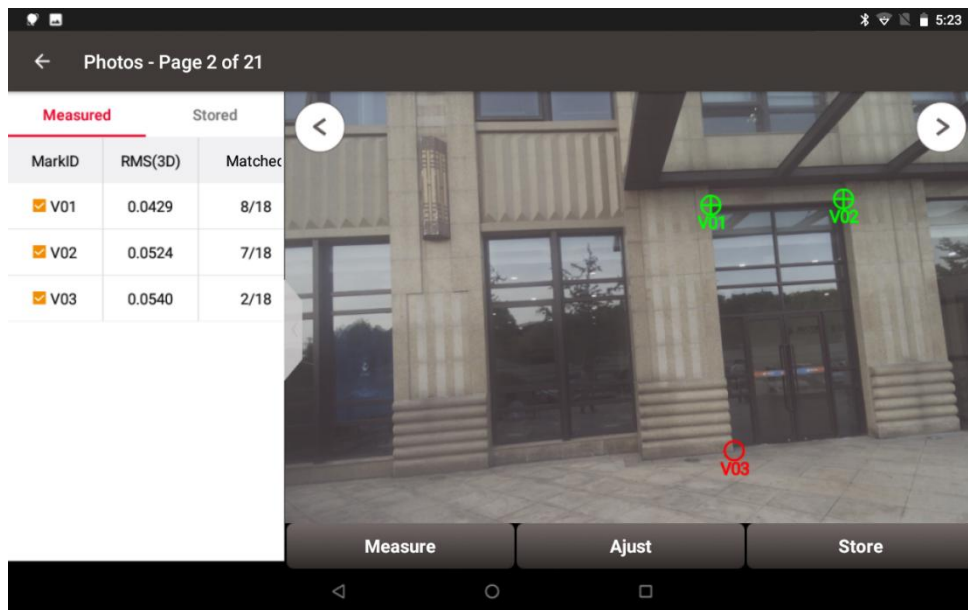 5:23
Photos - Page 2 of 21
Measured Stored
MarkID RMS(3D) Matchec
V01 0.0429 8/18
V02 0.0524 7/18
V03 0.0540 2/18
V01
V02
V03
Measure Ajust Store